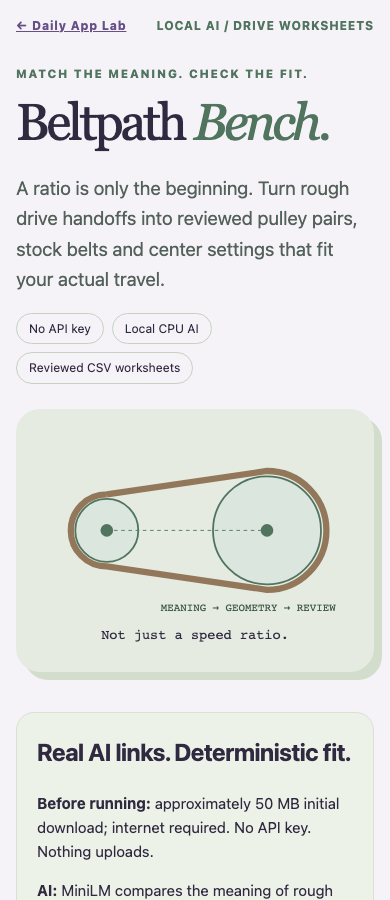 ← Daily App Lab
LOCAL AI / DRIVE WORKSHEETS
MATCH THE MEANING. CHECK THE FIT.
Beltpath Bench.
A ratio is only the beginning. Turn rough
drive handoffs into reviewed pulley pairs,
stock belts and center settings that fit
your actual travel.
No API key
Local CPU AI
Reviewed CSV worksheets
MEANING → GEOMETRY → REVIEW
Not just a speed ratio.
Real AI links. Deterministic fit.
Before running: approximately 50 MB initial
download; internet required. No API key.
Nothing uploads.
AI: MiniLM compares the meaning of rough